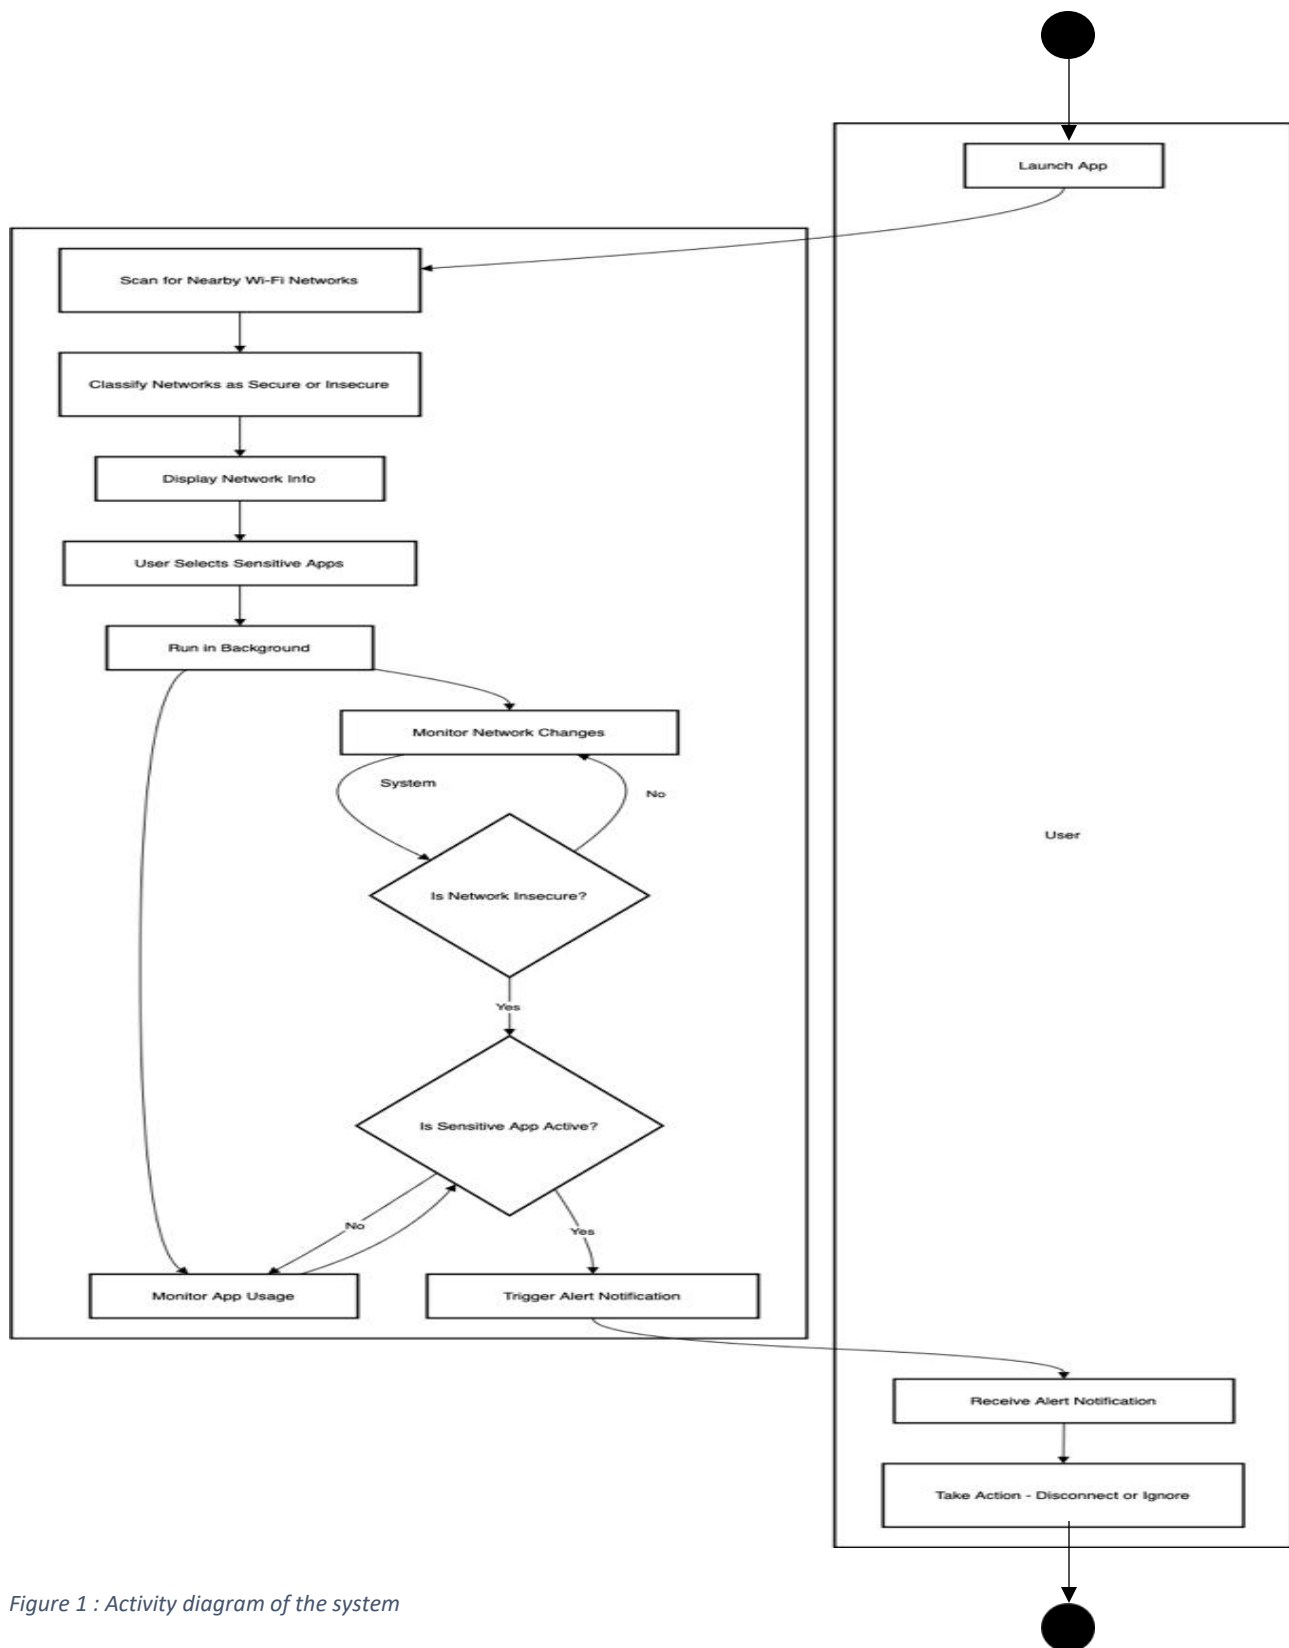 Launch App
Scan for Nearby Wi-Fi Networks
Classify Networks as Secure or Insecure
Display Network Info
User Selects Sensitive Apps
Run in Background
Monitor Network Changes
System
No
User
Is Network Insecure?
Yes
Is Sensitive App Active?
No
Yes
Monitor App Usage
Trigger Alert Notification
Receive Alert Notification
Take Action - Disconnect or Ignore
Figure 1 : Activity diagram of the system